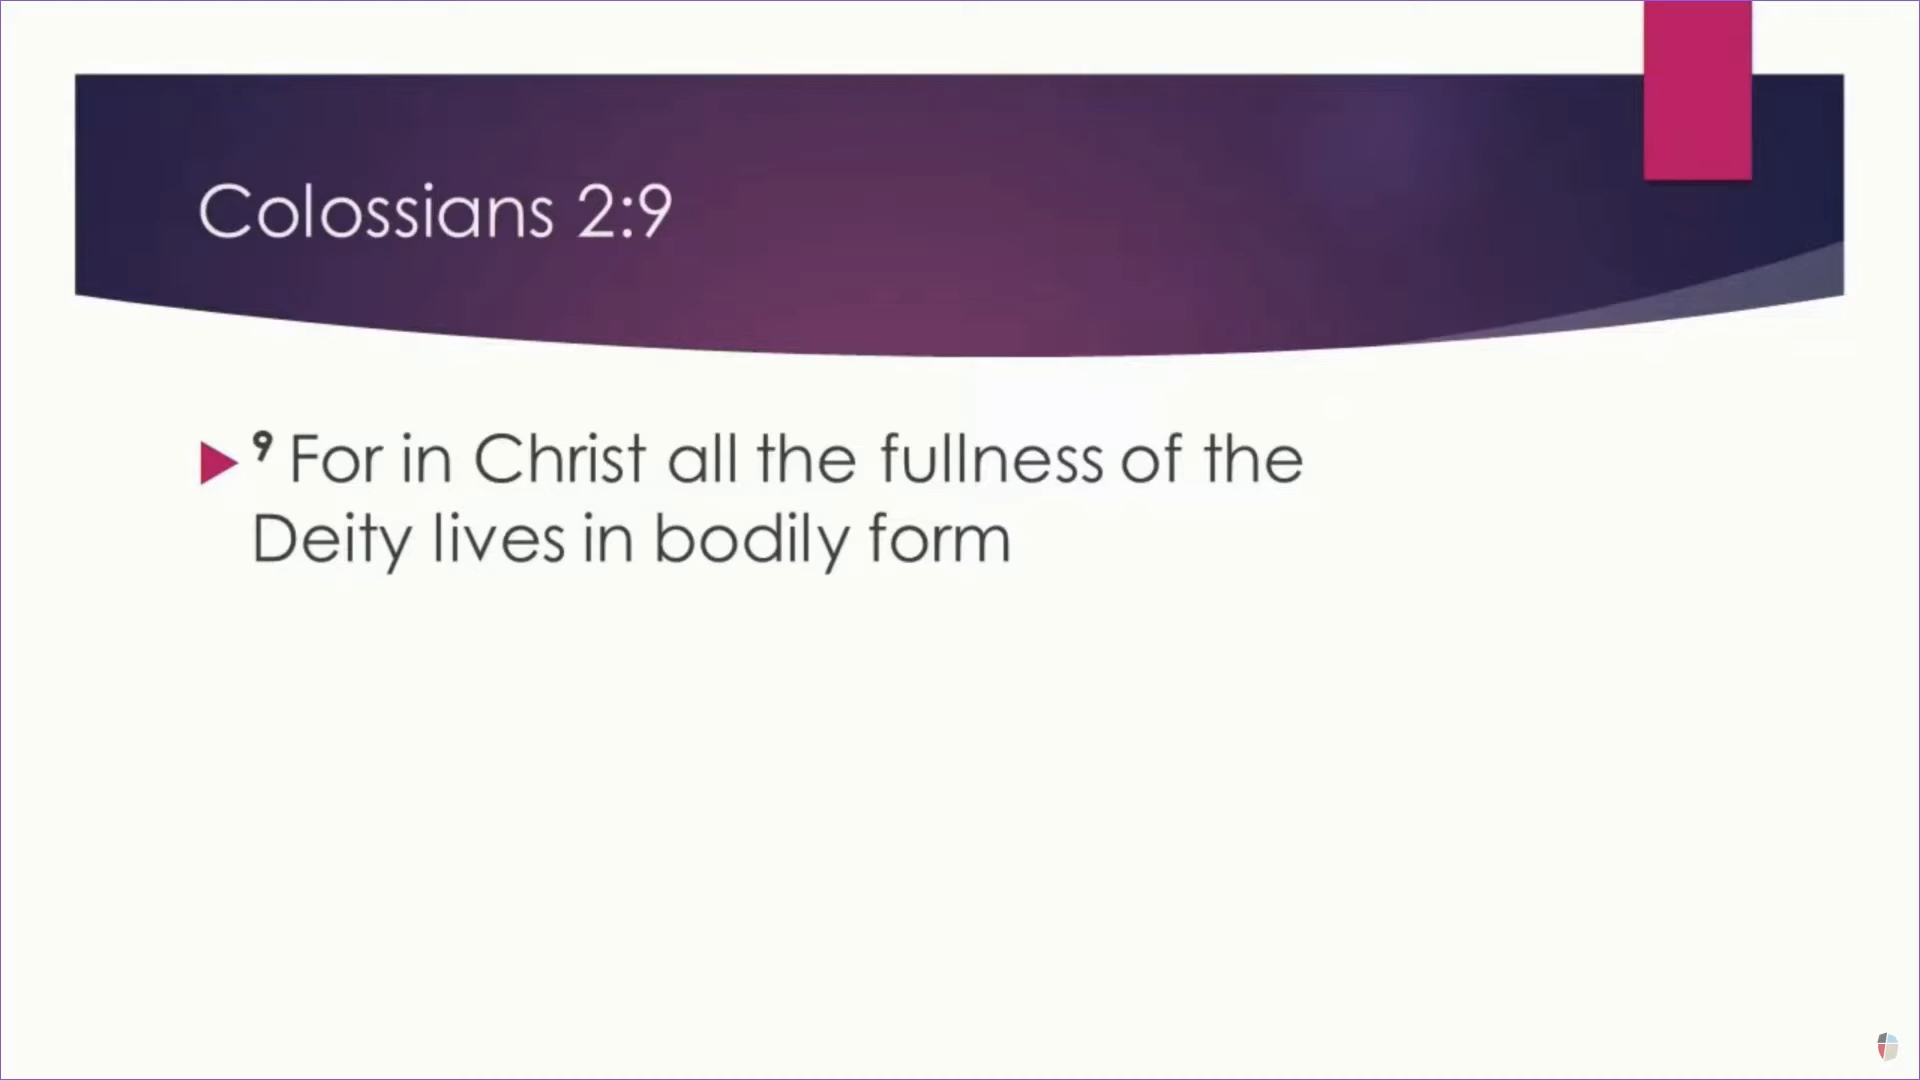 Colossians 2:9
⁹ For in Christ all the fullness of the
Deity lives in bodily form